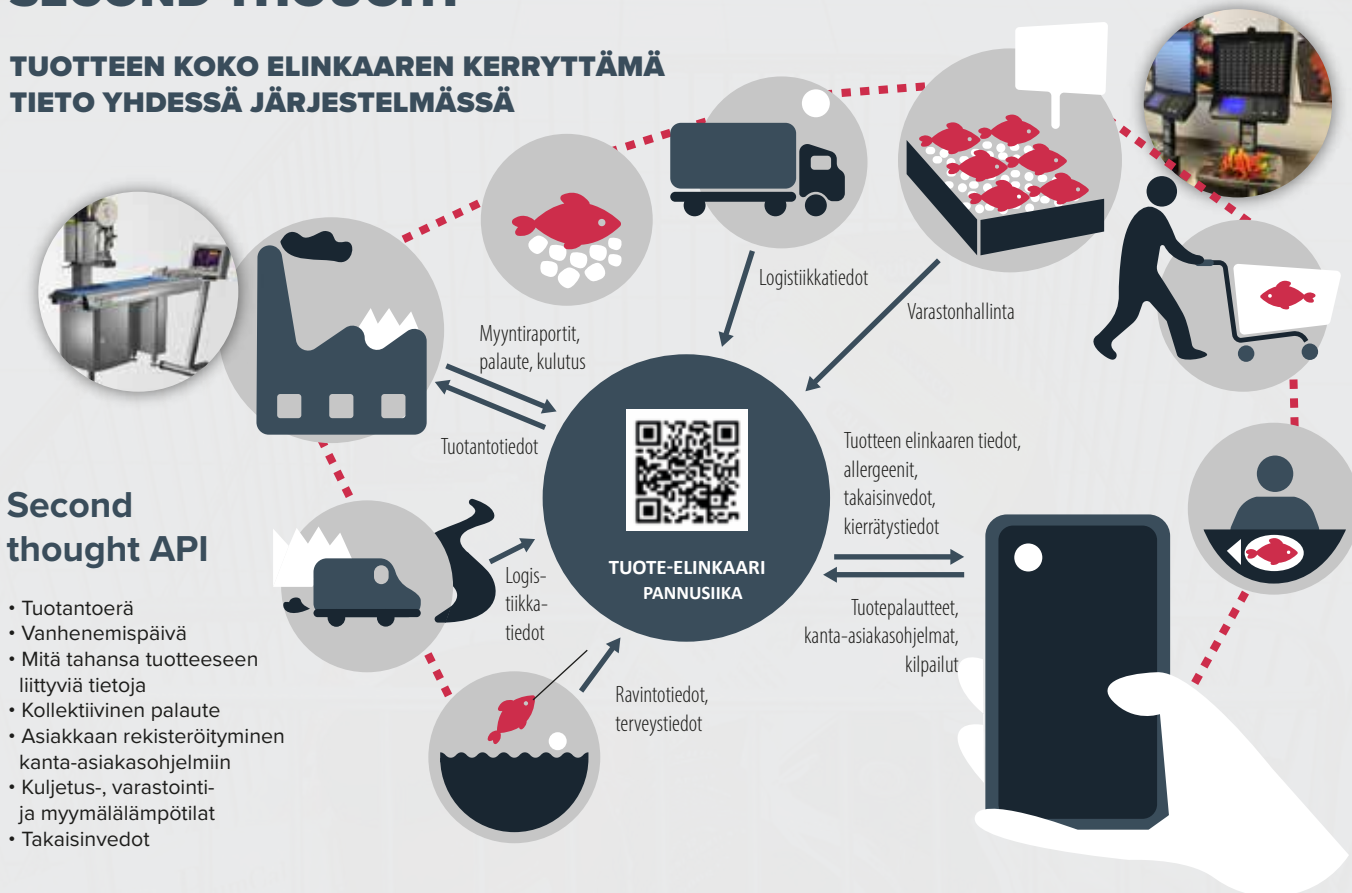 SECOND THOUGHT
TUOTTEEN KOKO ELINKAAREN KERRYTTÄMÄ
TIETO YHDESSÄ JÄRJESTELMÄSSÄ
Logistiikkatiedot
Varastonhallinta
Myyntiraportit,
palaute, kulutus
Tuotantotiedot
Tuotteen elinkaaren tiedot,
allergeenit,
takaisinvedot,
kierrätystiedot
TUOTE-ELINKAARI
PANNUSIIKA
Logis-
tiikka-
tiedot
Tuotepalautteet,
kanta-asiakasohjelmat,
kilpailut
Ravintotiedot,
terveystiedot
Second
thought API
• Tuotantoerä
• Vanhenemispäivä
• Mitä tahansa tuotteeseen
liittyviä tietoja
• Kollektiivinen palaute
• Asiakkaan rekisteröityminen
kanta-asiakasohjelmiin
• Kuljetus-, varastointi-
ja myymälälämpötilat
• Takaisinvedot